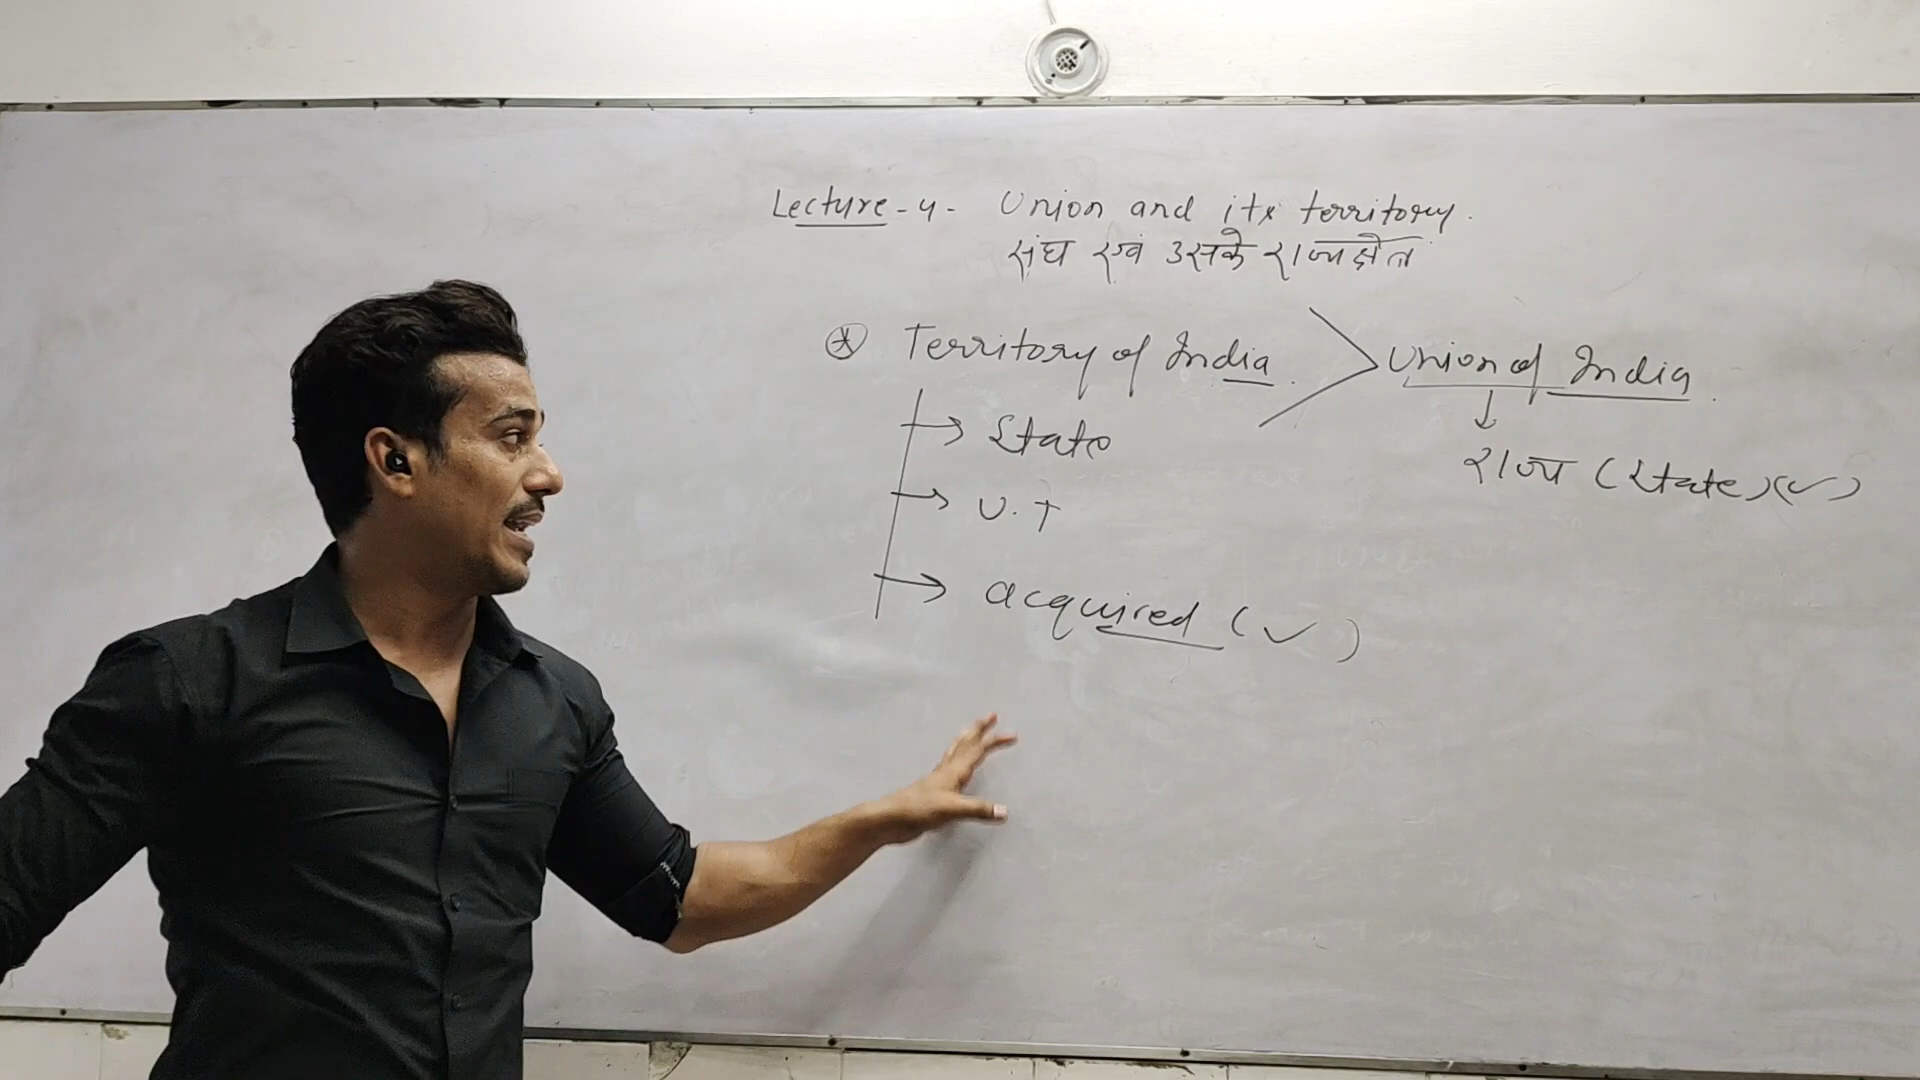 Lecture-4- Union and its territory.
संघ एवं उसके राज्यक्षेत्र
* Territory of India. > Union of India.
→ State
↓
राज्य (State)(✓)
→ U.T
→ acquired (✓)